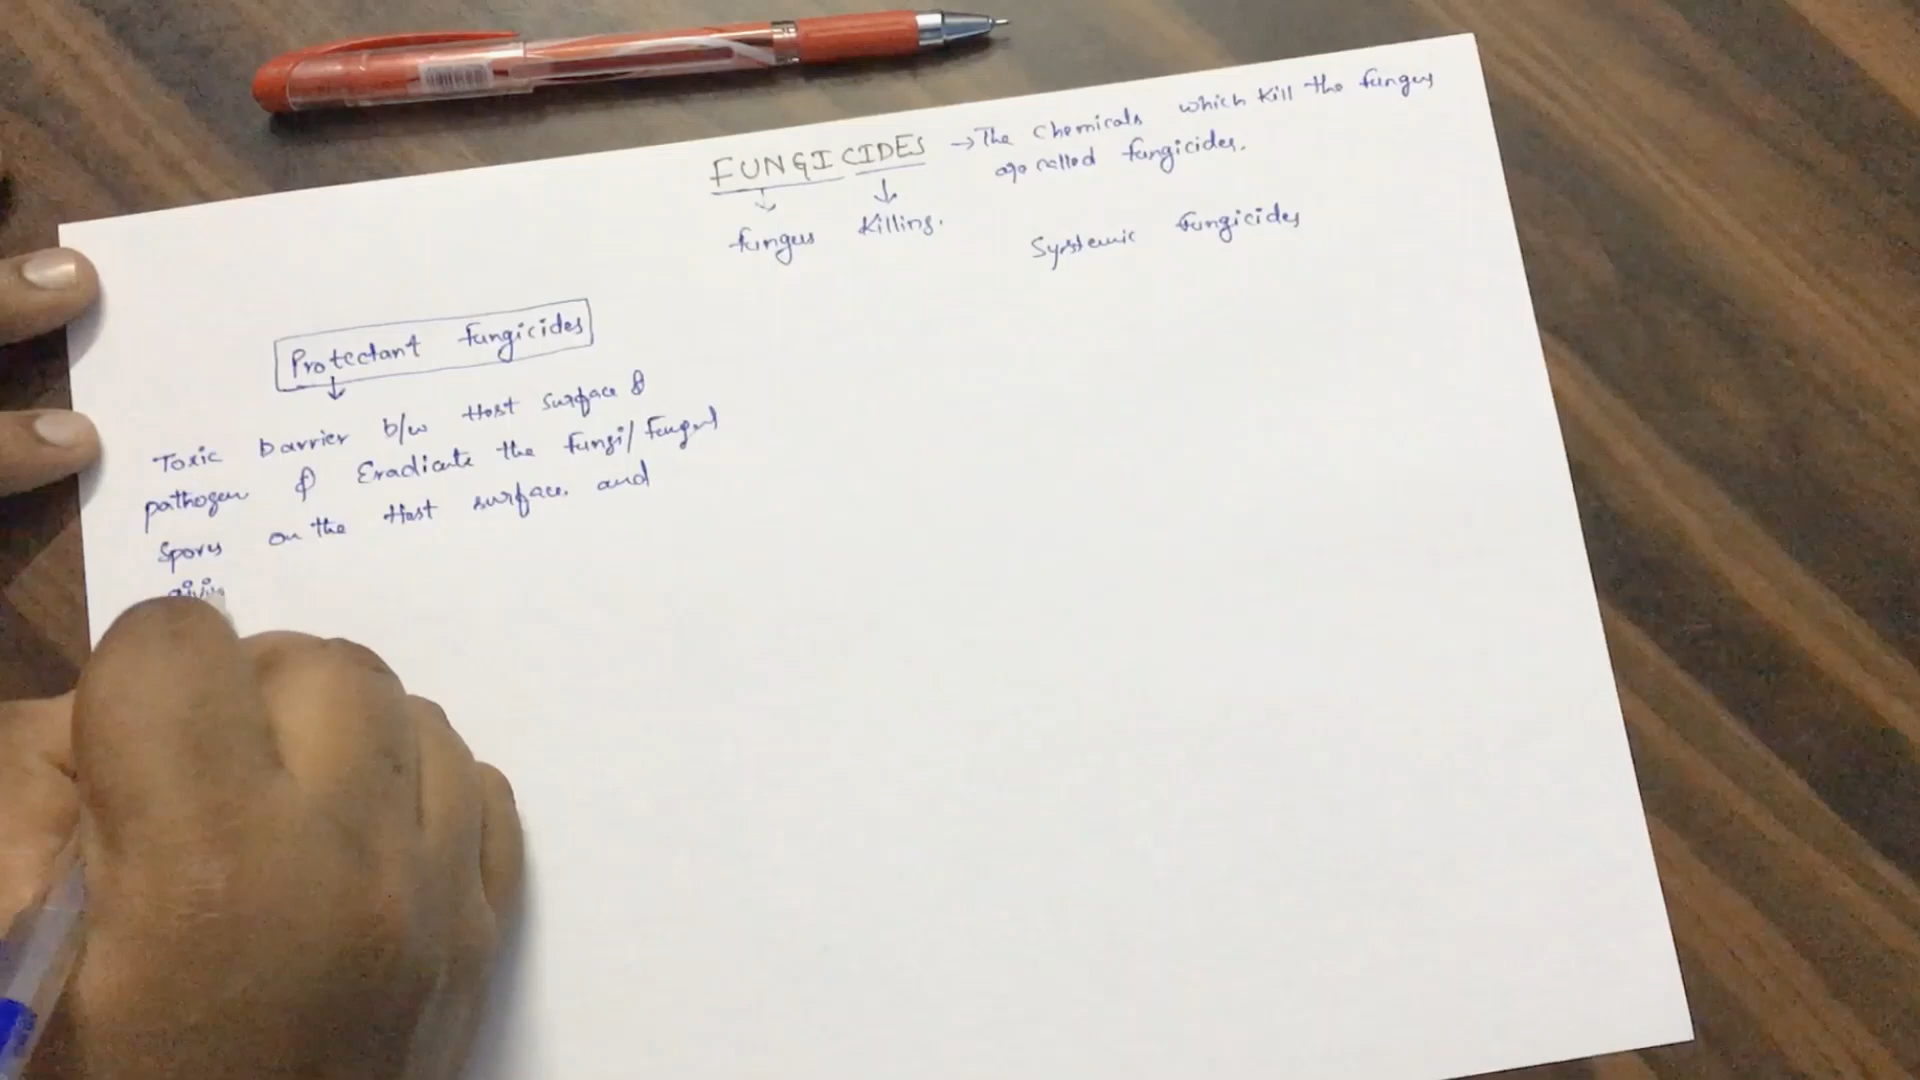 FUNGICIDES → The chemicals which kill the fungus
are called fungicides.
↓ ↓
fungus killing.
Systemic fungicides
Protectant fungicides
↓
Toxic barrier b/w Host surface &
pathogen & Eradicate the fungi/fungal
Spores on the Host surface. and